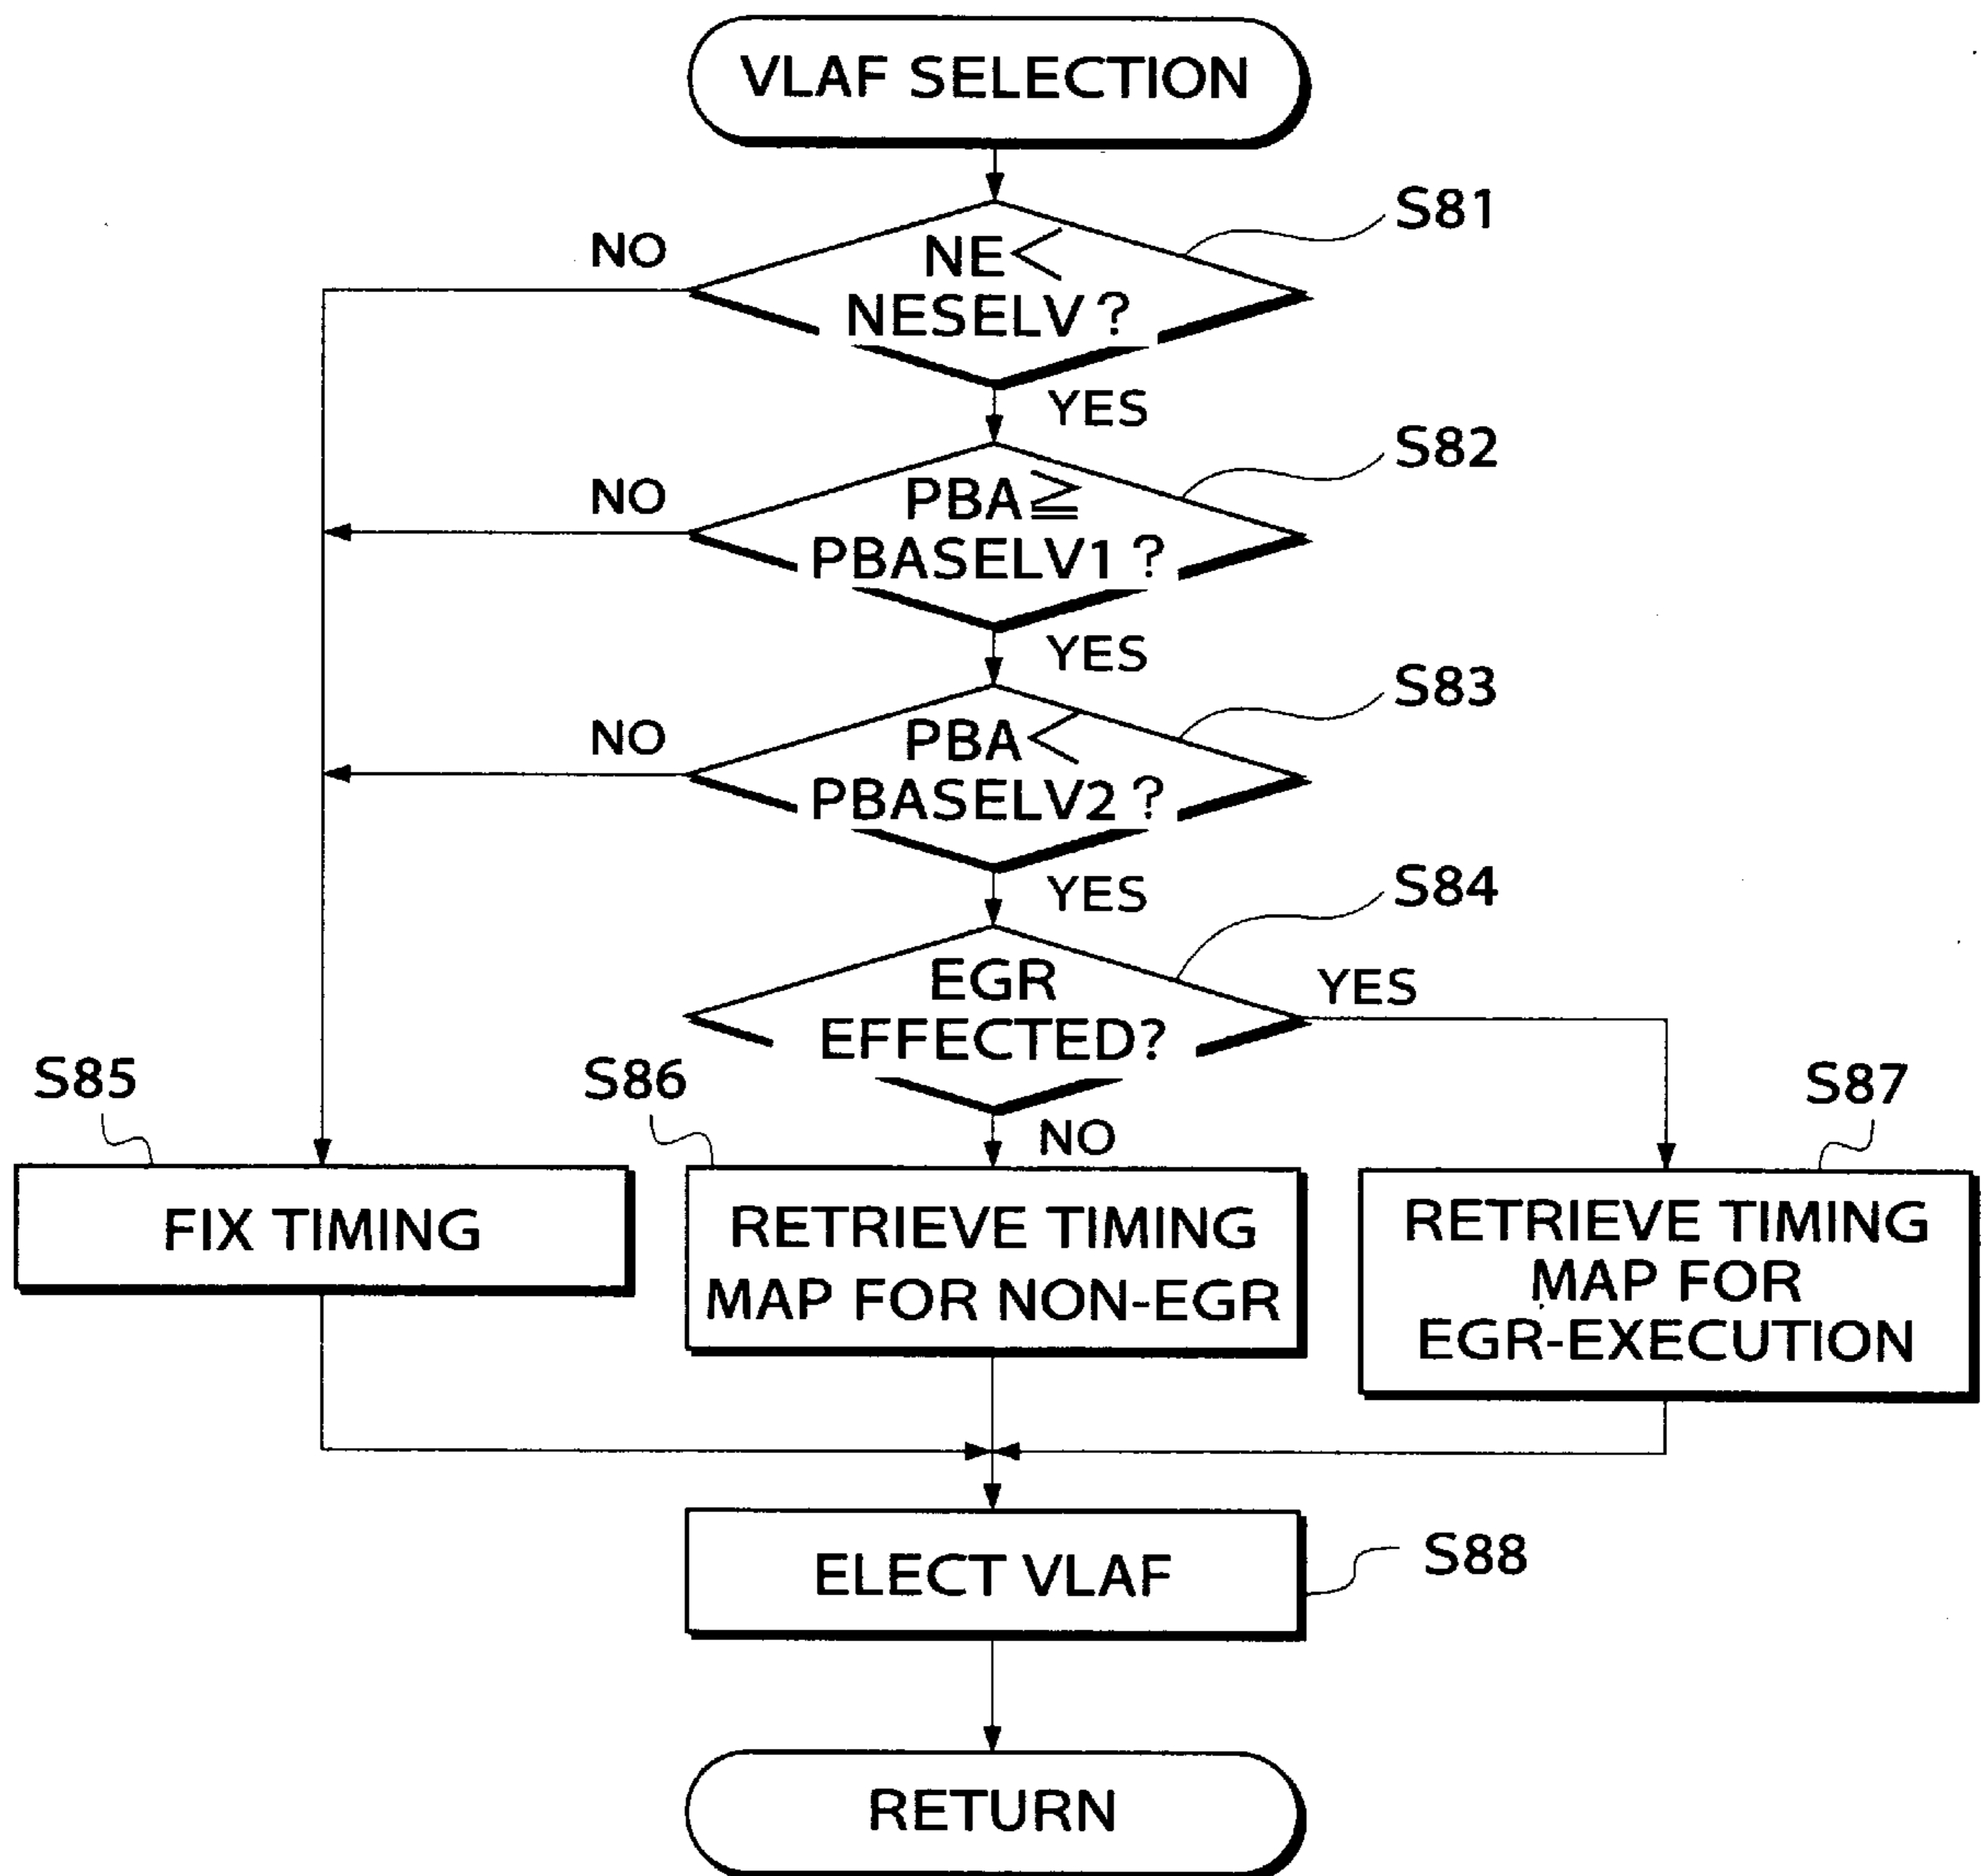 VLAF SELECTION
S81
NO
NE<
NESELV ?
YES
S82
NO
PBA≧
PBASELV1 ?
YES
S83
NO
PBA<
PBASELV2 ?
YES
S84
EGR
EFFECTED?
YES
S85
S86
S87
NO
FIX TIMING
RETRIEVE TIMING
MAP FOR NON-EGR
RETRIEVE TIMING
MAP FOR
EGR-EXECUTION
ELECT VLAF
S88
RETURN